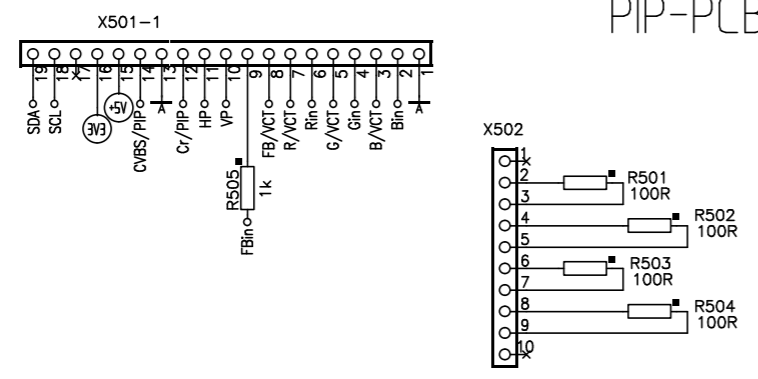 PIP-PCB
X501-1
19 18 17 16 15 14 13 12 11 10 9 8 7 6 5 4 3 2 1
SDA
SCL
3V3
+5V
CVBS/PIP
A
Cr/PIP
HP
VP
FB/VCT
R/VCT
Rin
G/VCT
Gin
B/VCT
Bin
A
R505
1k
FBin
X502
1
2
R501
3
100R
4
R502
100R
5
6
R503
7
100R
8
R504
100R
9
10